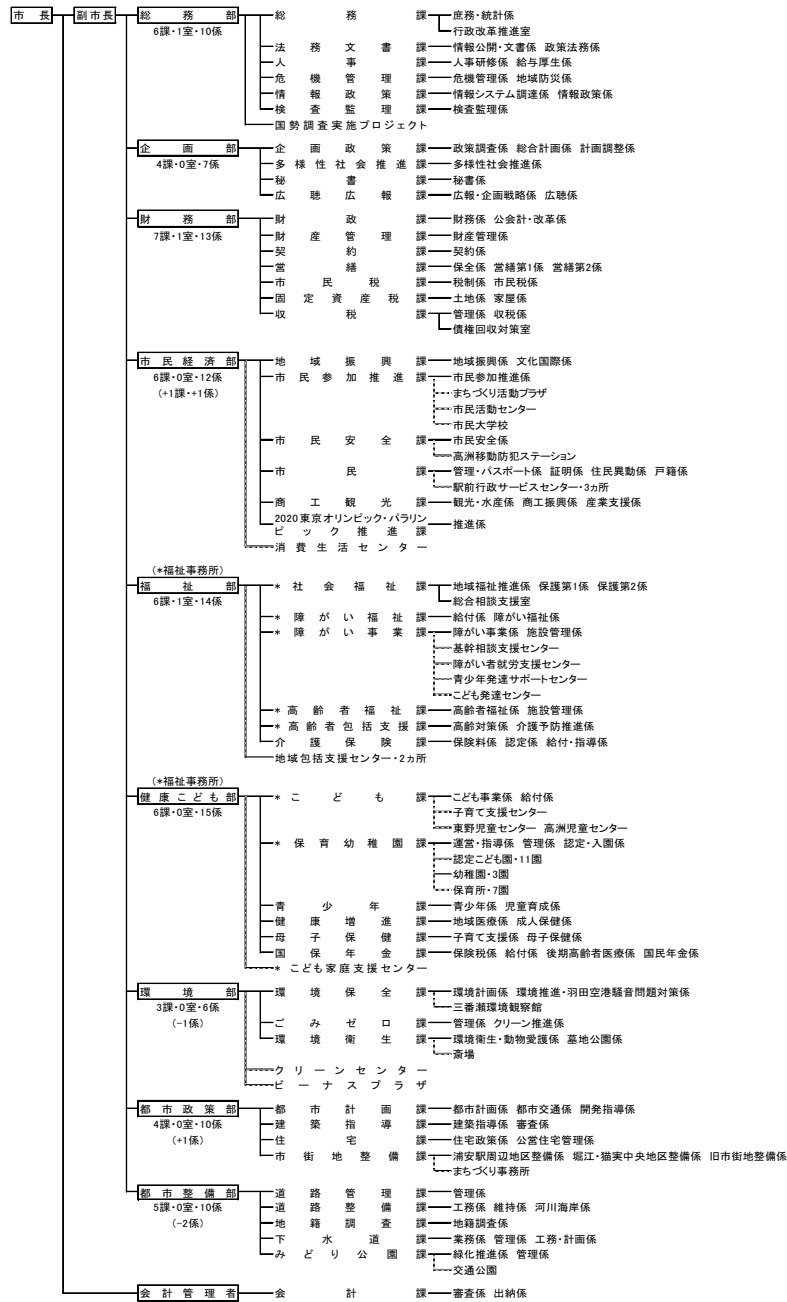 市長 副市長 総務部 総務課 庶務・統計係
行政改革推進室
6課・1室・10係
法務文書課 情報公開・文書係 政策法務係
人事課 人事研修係 給与厚生係
危機管理課 危機管理係 地域防災係
情報政策課 情報システム調達係 情報政策係
検査監理課 検査監理係
国勢調査実施プロジェクト
企画部 企画政策課 政策調査係 総合計画係 計画調整係
4課・0室・7係 多様性社会推進課 多様性社会推進係
秘書課 秘書係
広聴広報課 広報・企画戦略係 広聴係
財務部 財政課 財務係 公会計・改革係
7課・1室・13係 財産管理課 財産管理係
契約課 契約係
営繕課 保全係 営繕第1係 営繕第2係
市民税課 税制係 市民税係
固定資産税課 土地係 家屋係
収税課 管理係 収税係
債権回収対策室
市民経済部 地域振興課 地域振興係 文化国際係
6課・0室・12係 市民参加推進課 市民参加推進係
(+1課・+1係) まちづくり活動プラザ
市民活動センター
市民大学校
市民安全課 市民安全係
高洲移動防犯ステーション
市民課 管理・パスポート係 証明係 住民異動係 戸籍係
駅前行政サービスセンター・3ヵ所
商工観光課 観光・水産係 商工振興係 産業支援係
2020東京オリンピック・パラリン
ピック推進課 推進係
消費生活センター
(*福祉事務所)
福祉部 *社会福祉課 地域福祉推進係 保護第1係 保護第2係
6課・1室・14係 総合相談支援室
*障がい福祉課 給付係 障がい福祉係
*障がい事業課 障がい事業係 施設管理係
基幹相談支援センター
障がい者就労支援センター
青少年発達サポートセンター
こども発達センター
*高齢者福祉課 高齢者福祉係 施設管理係
*高齢者包括支援課 高齢対策係 介護予防推進係
介護保険課 保険料係 認定係 給付・指導係
地域包括支援センター・2ヵ所
(*福祉事務所)
健康こども部 *こども課 こども事業係 給付係
6課・0室・15係 子育て支援センター
東野児童センター 高洲児童センター
*保育幼稚園課 運営・指導係 管理係 認定・入園係
認定こども園・11園
幼稚園・3園
保育所・7園
青少年課 青少年係 児童育成係
健康増進課 地域医療係 成人保健係
母子保健課 子育て支援係 母子保健係
国保年金課 保険税係 給付係 後期高齢者医療係 国民年金係
*こども家庭支援センター
環境部 環境保全課 環境計画係 環境推進・羽田空港騒音問題対策係
3課・0室・6係 三番瀬環境観察館
(-1係) ごみゼロ課 管理係 クリーン推進係
環境衛生課 環境衛生・動物愛護係 墓地公園係
斎場
クリーンセンター
ビーナスプラザ
都市政策部 都市計画課 都市計画係 都市交通係 開発指導係
4課・0室・10係 建築指導課 建築指導係 審査係
(+1係) 住宅課 住宅政策係 公営住宅管理係
市街地整備課 浦安駅周辺地区整備係 堀江・猫実中央地区整備係 旧市街地整備係
まちづくり事務所
都市整備部 道路管理課 管理係
5課・0室・10係 道路整備課 工務係 維持係 河川海岸係
(-2係) 地籍調査課 地籍調査係
下水道課 業務係 管理係 工務・計画係
みどり公園課 緑化推進係 管理係
交通公園
会計管理者 会計課 審査係 出納係